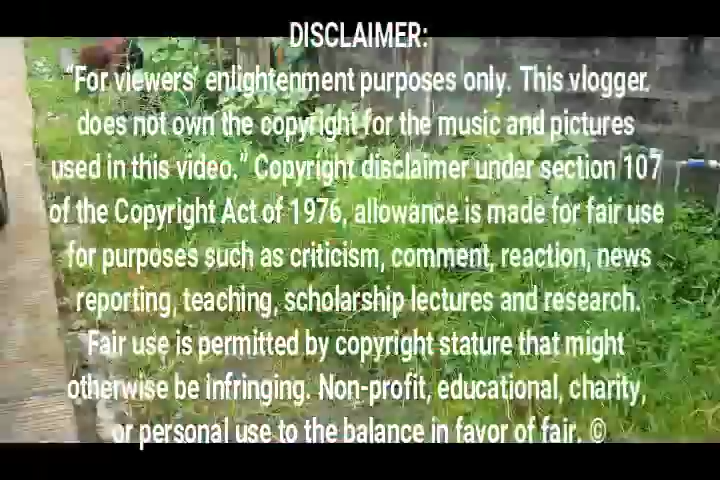 DISCLAIMER:
“For viewers' enlightenment purposes only. This vlogger
does not own the copyright for the music and pictures
used in this video.” Copyright disclaimer under section 107
of the Copyright Act of 1976, allowance is made for fair use
for purposes such as criticism, comment, reaction, news
reporting, teaching, scholarship lectures and research.
Fair use is permitted by copyright stature that might
otherwise be Infringing. Non-profit, educational, charity,
or personal use to the balance in favor of fair. ©